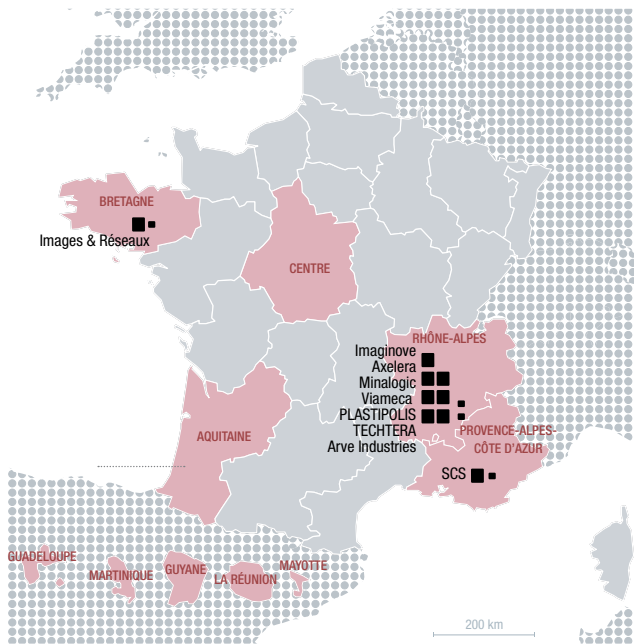 BRETAGNE
Images & Réseaux
CENTRE
RHÔNE-ALPES
Imaginove
Axelera
Minalogic
Viameca
PLASTIPOLIS
TECHTERA
Arve Industries
PROVENCE-ALPES-
CÔTE D'AZUR
AQUITAINE
SCS
GUADELOUPE
MARTINIQUE
GUYANE
LA RÉUNION
MAYOTTE
200 km